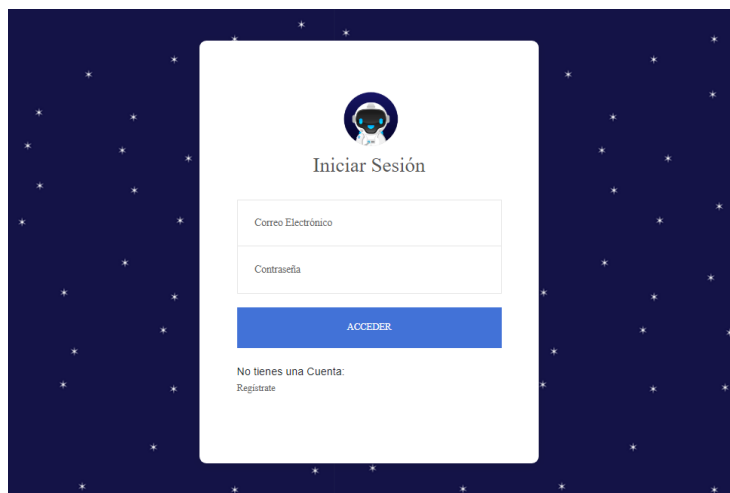 Iniciar Sesión
Correo Electrónico
Contraseña
ACCEDER
No tienes una Cuenta:
Regístrate